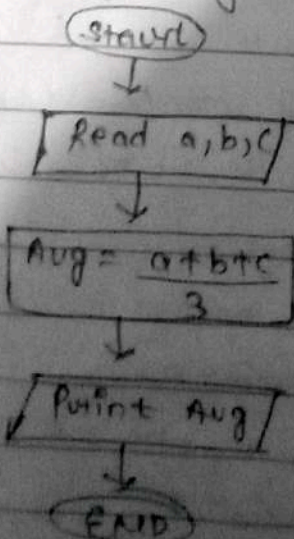 Start
Read a, b, c
Avg = a+b+c
3
Print Avg
END